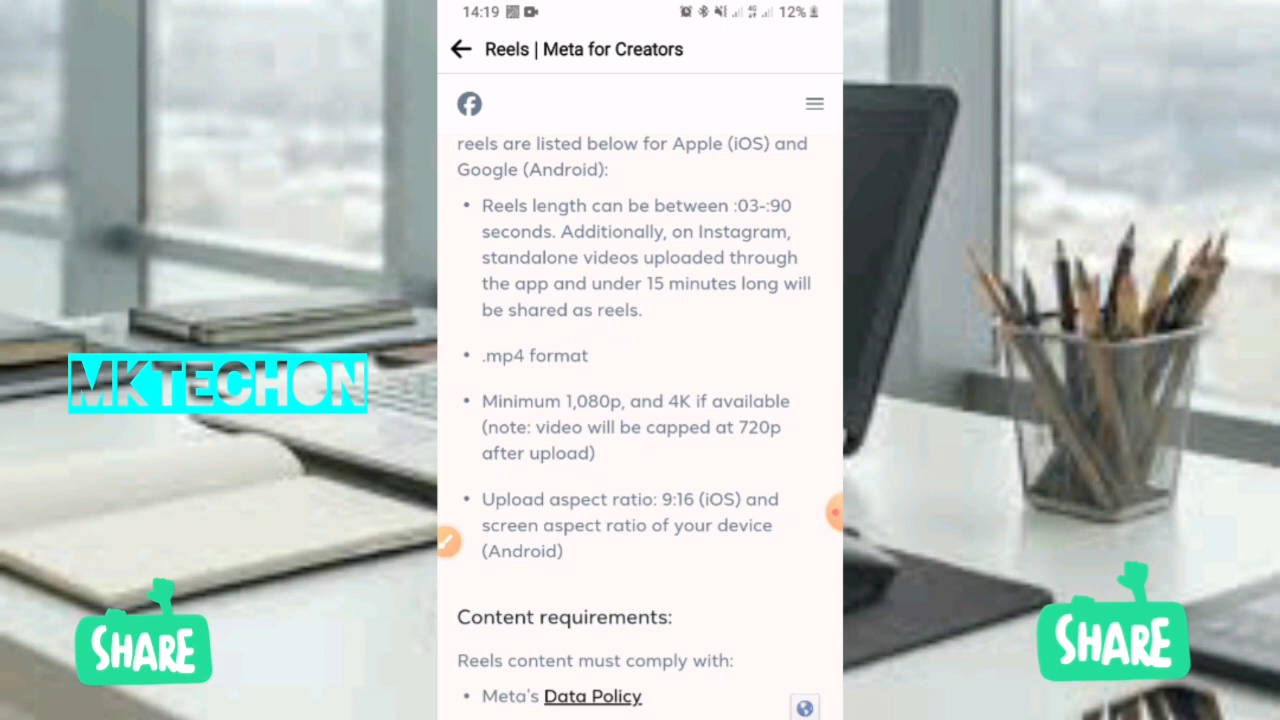 14:19
4G
12%
Reels | Meta for Creators
reels are listed below for Apple (iOS) and
Google (Android):
• Reels length can be between :03-:90
seconds. Additionally, on Instagram,
standalone videos uploaded through
the app and under 15 minutes long will
be shared as reels.
• .mp4 format
• Minimum 1,080p, and 4K if available
(note: video will be capped at 720p
after upload)
• Upload aspect ratio: 9:16 (iOS) and
screen aspect ratio of your device
(Android)
Content requirements:
Reels content must comply with:
• Meta's Data Policy
MKTECHON
SHARE
SHARE